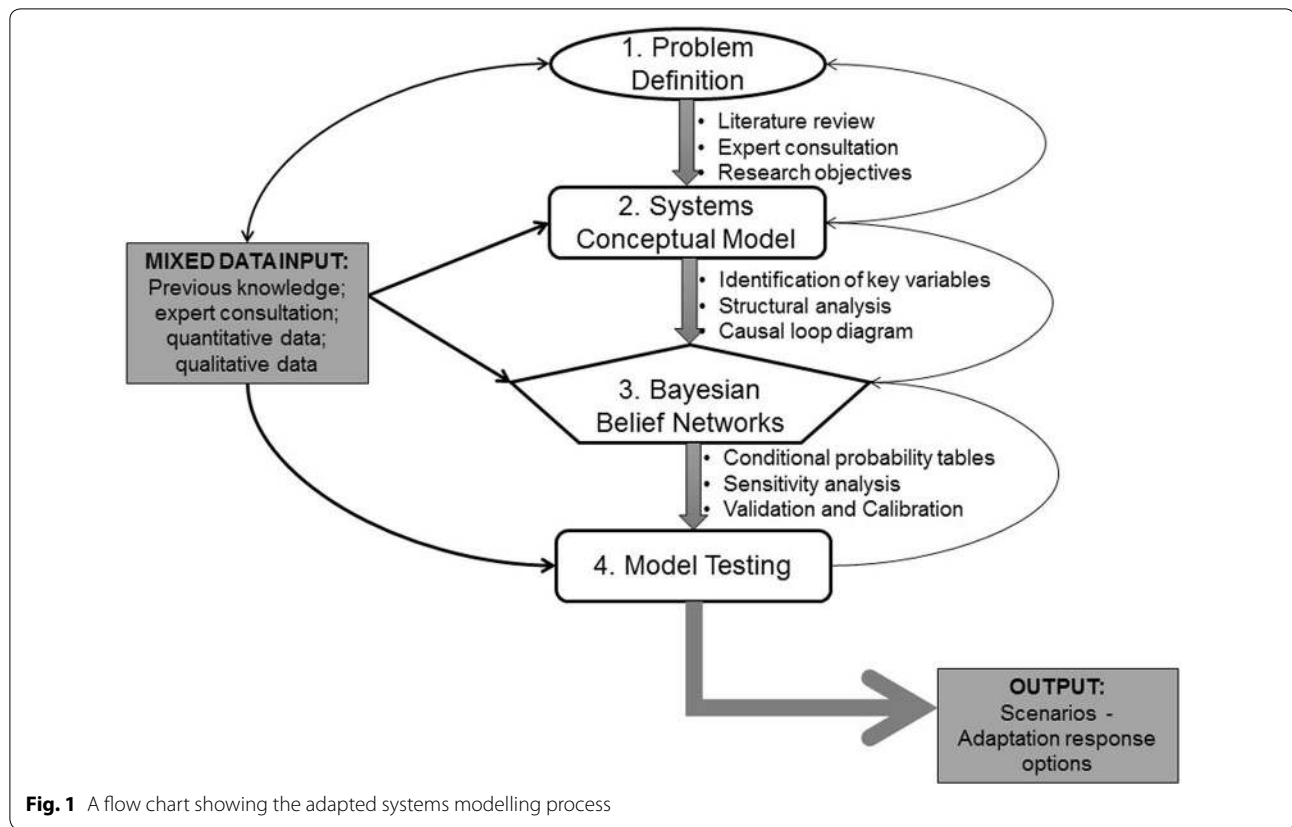 1. Problem
Definition
• Literature review
• Expert consultation
• Research objectives
2. Systems
Conceptual Model
MIXED DATA INPUT:
Previous knowledge;
expert consultation;
quantitative data;
qualitative data
• Identification of key variables
• Structural analysis
• Causal loop diagram
3. Bayesian
Belief Networks
• Conditional probability tables
• Sensitivity analysis
• Validation and Calibration
4. Model Testing
OUTPUT:
Scenarios -
Adaptation response
options
Fig. 1 A flow chart showing the adapted systems modelling process